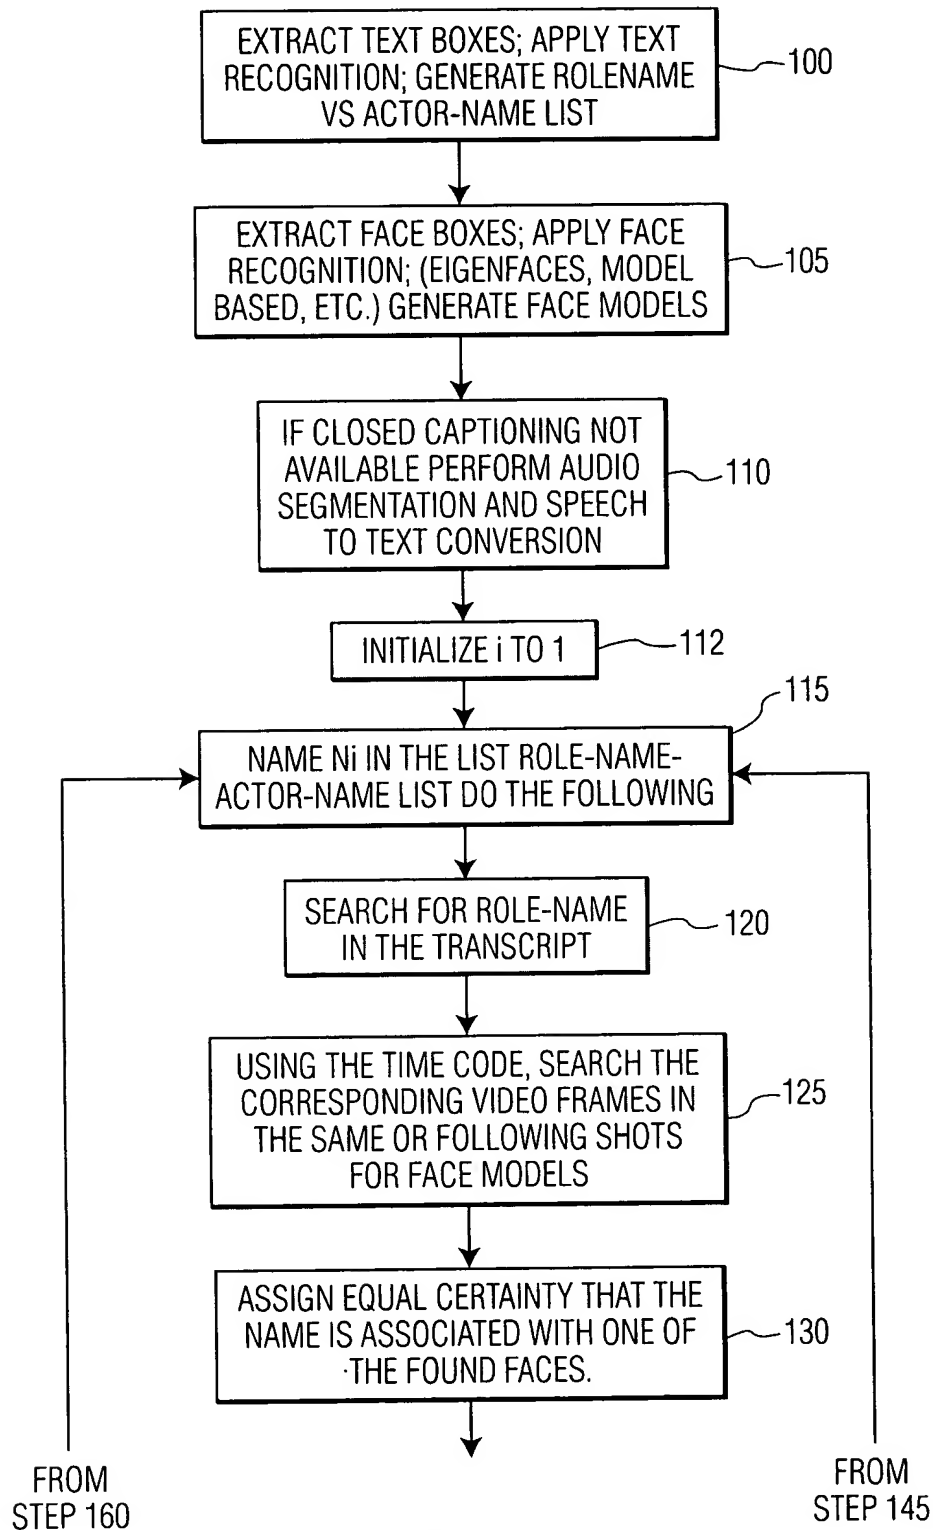 EXTRACT TEXT BOXES; APPLY TEXT
RECOGNITION; GENERATE ROLENAME
VS ACTOR-NAME LIST
100
EXTRACT FACE BOXES; APPLY FACE
RECOGNITION; (EIGENFACES, MODEL
BASED, ETC.) GENERATE FACE MODELS
105
IF CLOSED CAPTIONING NOT
AVAILABLE PERFORM AUDIO
SEGMENTATION AND SPEECH
TO TEXT CONVERSION
110
INITIALIZE i TO 1
112
115
NAME Ni IN THE LIST ROLE-NAME-
ACTOR-NAME LIST DO THE FOLLOWING
SEARCH FOR ROLE-NAME
IN THE TRANSCRIPT
120
USING THE TIME CODE, SEARCH THE
CORRESPONDING VIDEO FRAMES IN
THE SAME OR FOLLOWING SHOTS
FOR FACE MODELS
125
ASSIGN EQUAL CERTAINTY THAT THE
NAME IS ASSOCIATED WITH ONE OF
THE FOUND FACES.
130
FROM
STEP 160
FROM
STEP 145